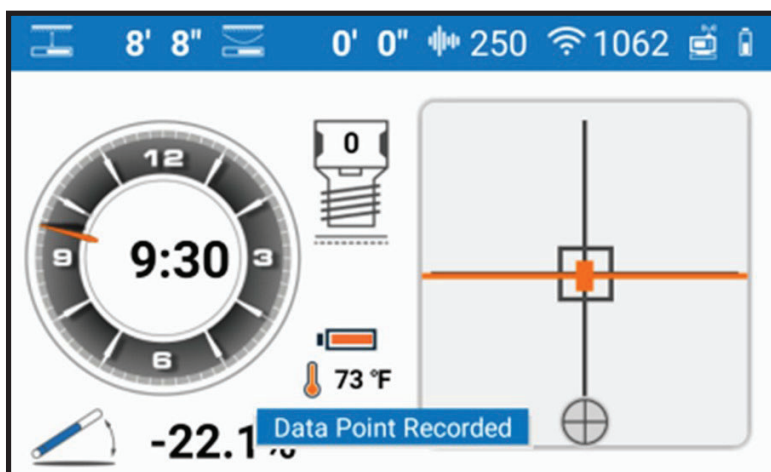 8' 8" 0' 0" 250 1062
12
0
9 9:30 3
6
73 °F
-22.1%
Data Point Recorded